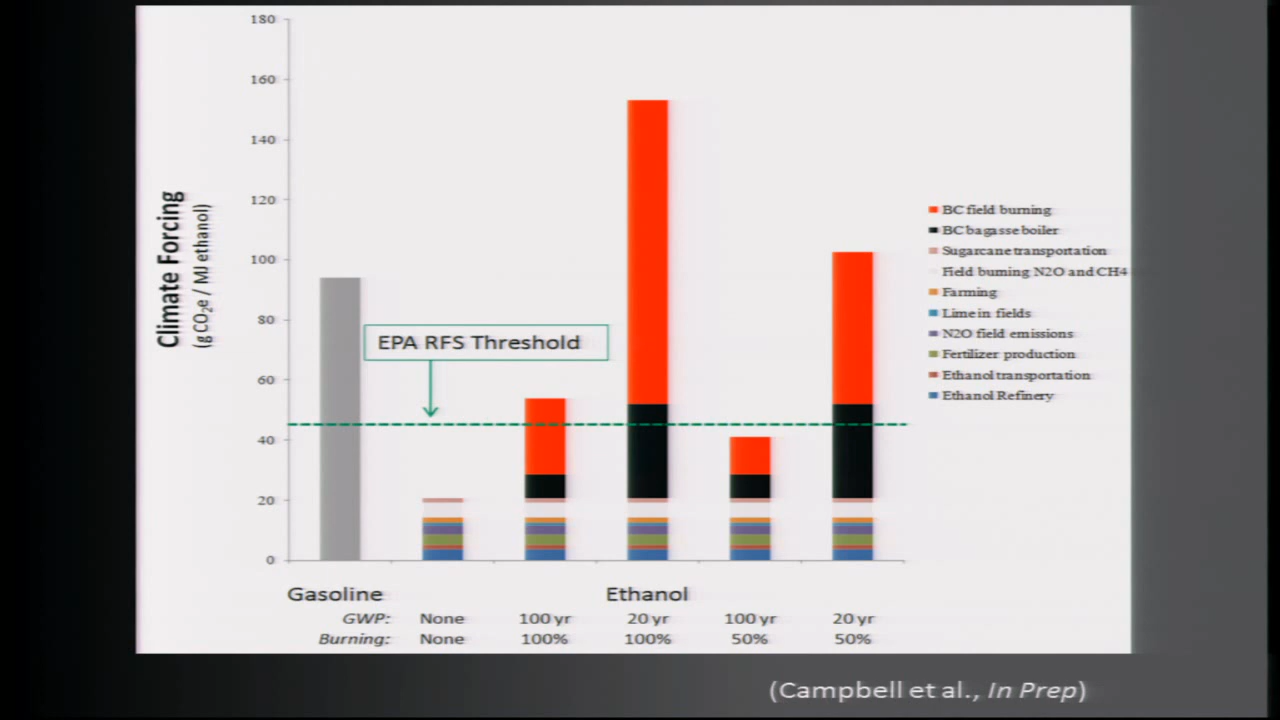 180
160
140
120
100
80
60
40
20
0
Climate Forcing
(g CO2e / MJ ethanol)
EPA RFS Threshold
BC field burning
BC bagasse boiler
Sugarcane transportation
Field burning N2O and CH4
Farming
Lime in fields
N2O field emissions
Fertilizer production
Ethanol transportation
Ethanol Refinery
Gasoline Ethanol
GWP: None 100 yr 20 yr 100 yr 20 yr
Burning: None 100% 100% 50% 50%
(Campbell et al., In Prep)